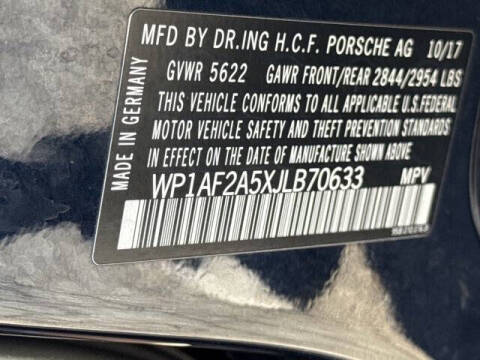 MFD BY DR.ING H.C.F. PORSCHE AG 10/17
GVWR 5622 GAWR FRONT/REAR 2844/2954 LBS
THIS VEHICLE CONFORMS TO ALL APPLICABLE U.S.FEDERAL
MOTOR VEHICLE SAFETY AND THEFT PREVENTION STANDARDS
IN EFFECT ON THE DATE OF MANUFACTURE SHOWN ABOVE.
WP1AF2A5XJLB70633 MPV
MADE IN GERMANY